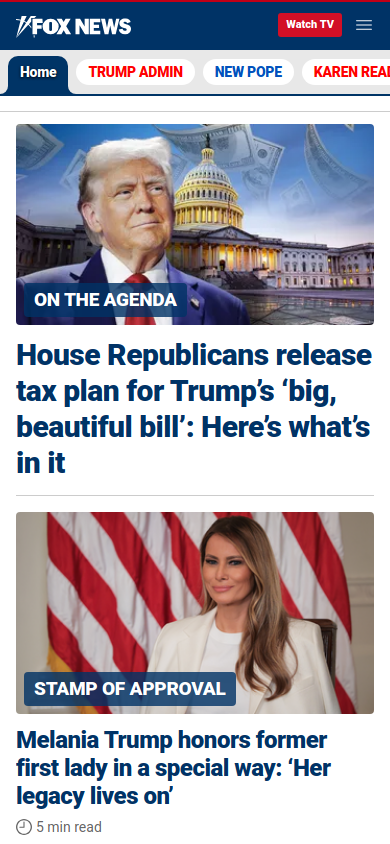 FOX NEWS
Watch TV
Home
TRUMP ADMIN
NEW POPE
KAREN READ
ON THE AGENDA
House Republicans release
tax plan for Trump’s ‘big,
beautiful bill’: Here’s what’s
in it
STAMP OF APPROVAL
Melania Trump honors former
first lady in a special way: ‘Her
legacy lives on’
5 min read